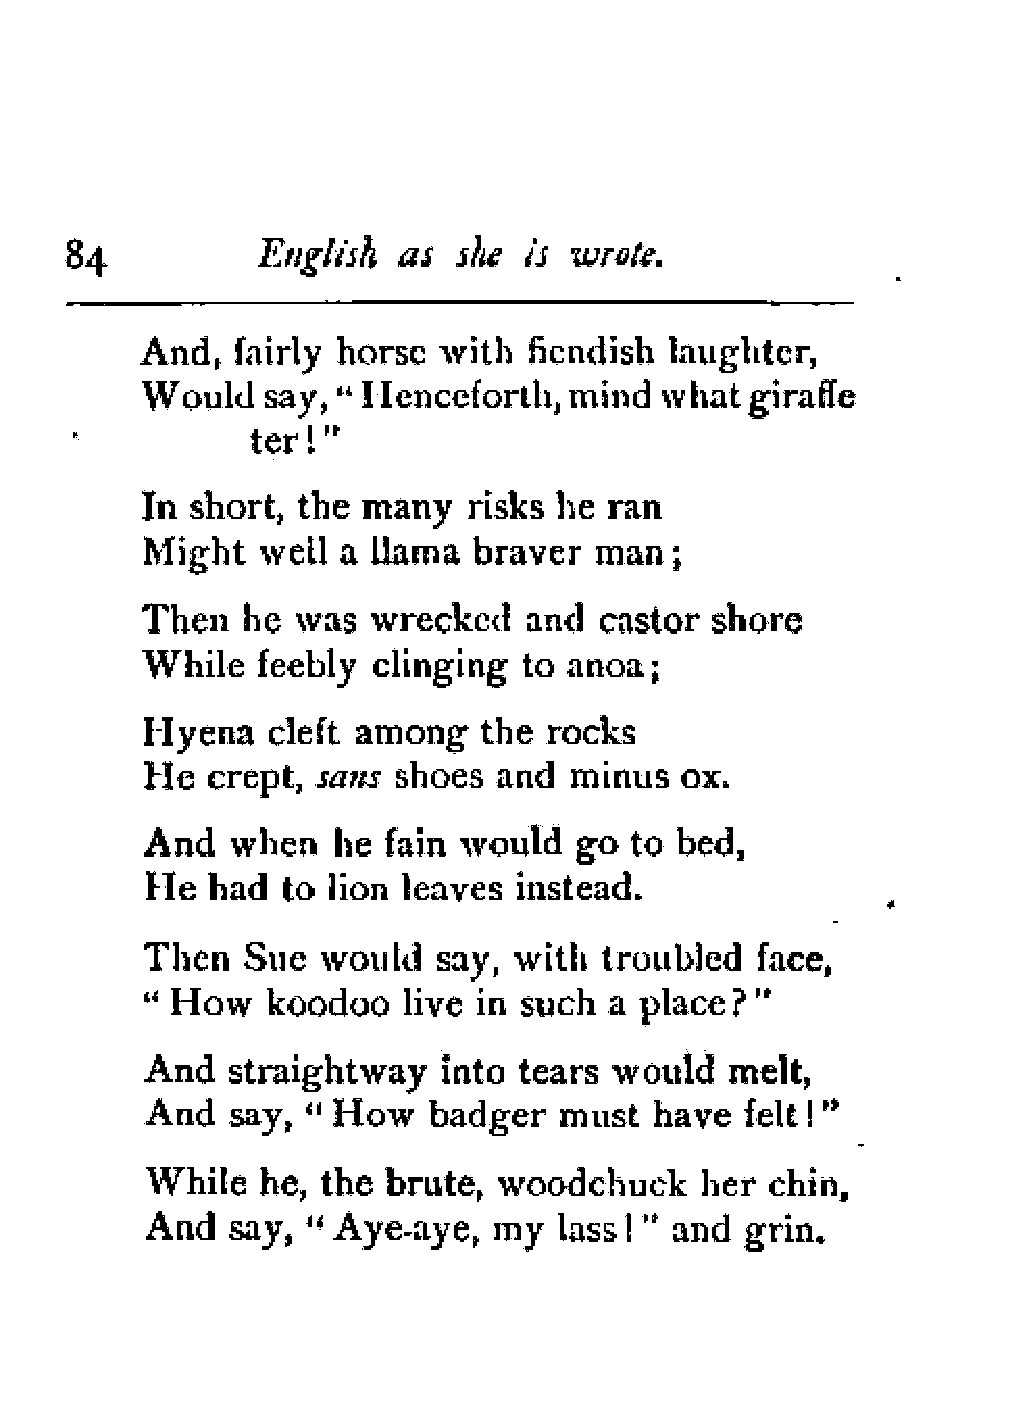 84 English as she is wrote.
And, fairly horse with fiendish laughter,
Would say, "Henceforth, mind what giraffe
ter!"
In short, the many risks he ran
Might well a llama braver man;
Then he was wrecked and castor shore
While feebly clinging to anoa;
Hyena cleft among the rocks
He crept, sans shoes and minus ox.
And when he fain would go to bed,
He had to lion leaves instead.
Then Sue would say, with troubled face,
"How koodoo live in such a place?"
And straightway into tears would melt,
And say, "How badger must have felt!"
While he, the brute, woodchuck her chin,
And say, "Aye-aye, my lass!" and grin.